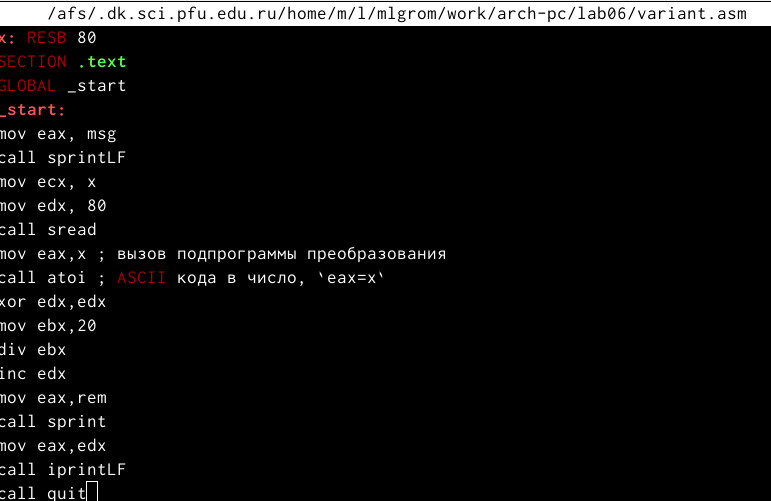 /afs/.dk.sci.pfu.edu.ru/home/m/l/mlgrom/work/arch-pc/lab06/variant.asm
x: RESB 80
SECTION .text
GLOBAL _start
_start:
mov eax, msg
call sprintLF
mov ecx, x
mov edx, 80
call sread
mov eax,x ; вызов подпрограммы преобразования
call atoi ; ASCII кода в число, `eax=x`
xor edx,edx
mov ebx,20
div ebx
inc edx
mov eax,rem
call sprint
mov eax,edx
call iprintLF
call quit